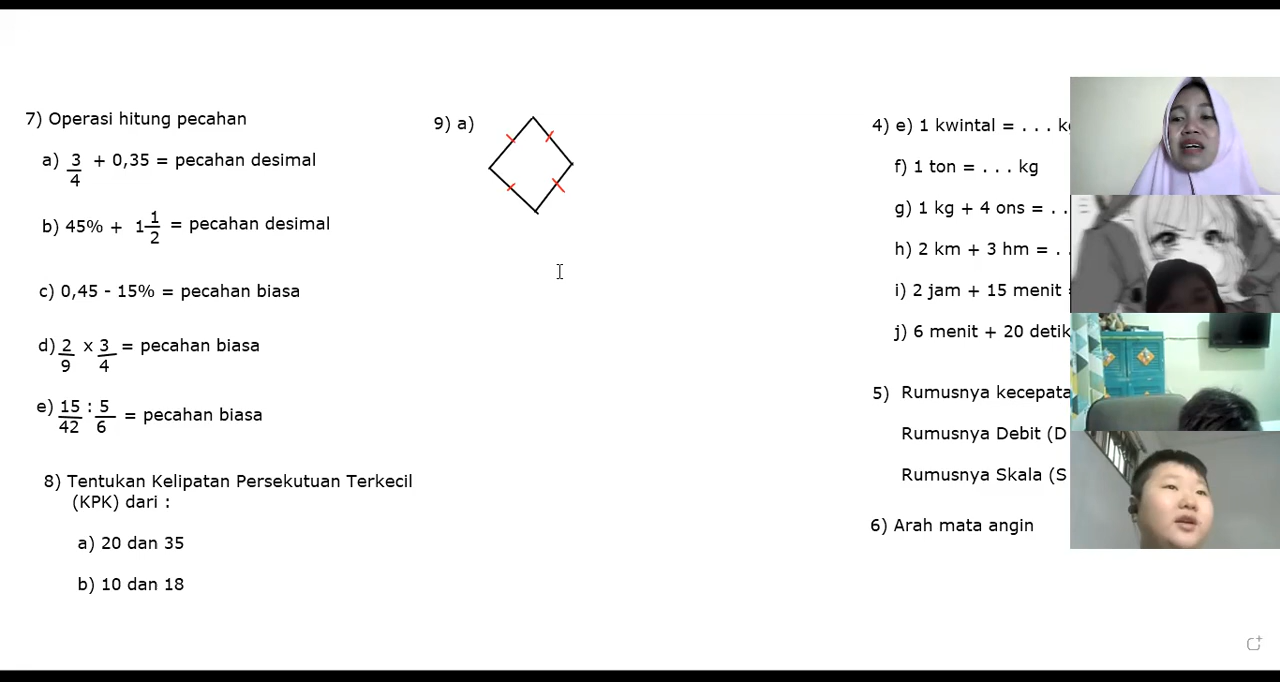 7) Operasi hitung pecahan
a) 3/4 + 0,35 = pecahan desimal
b) 45% + 1 1/2 = pecahan desimal
c) 0,45 - 15% = pecahan biasa
d) 2/9 x 3/4 = pecahan biasa
e) 15/42 : 5/6 = pecahan biasa
8) Tentukan Kelipatan Persekutuan Terkecil
(KPK) dari :
a) 20 dan 35
b) 10 dan 18
9) a)
4) e) 1 kwintal = . . .
f) 1 ton = . . . kg
g) 1 kg + 4 ons = . .
h) 2 km + 3 hm = . .
i) 2 jam + 15 menit
j) 6 menit + 20 detik
5) Rumusnya
Rumusnya Debit (D
Rumusnya Skala (S
6) Arah mata angin